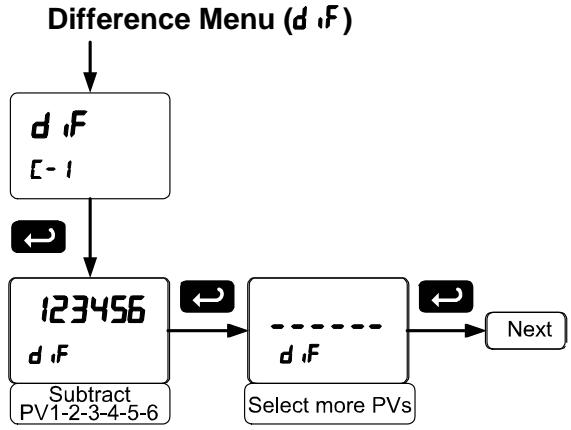 Difference Menu (d iF)
d iF
C-1
123456
d iF
Subtract
PV1-2-3-4-5-6
------
d iF
Select more PVs
Next